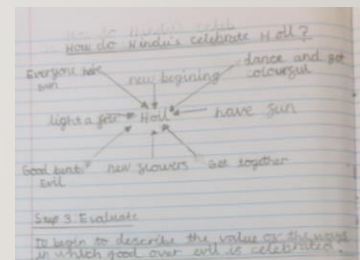 How do Hindu's celebrate Holi?
Everyone have
fun
new begining
dance and get
colourful
light a fire
Holi
have fun
Good beats
Evil
new flowers
Get together
Step 3: Evaluate
To begin to describe the value of the ways
in which good over evil is celebrated.